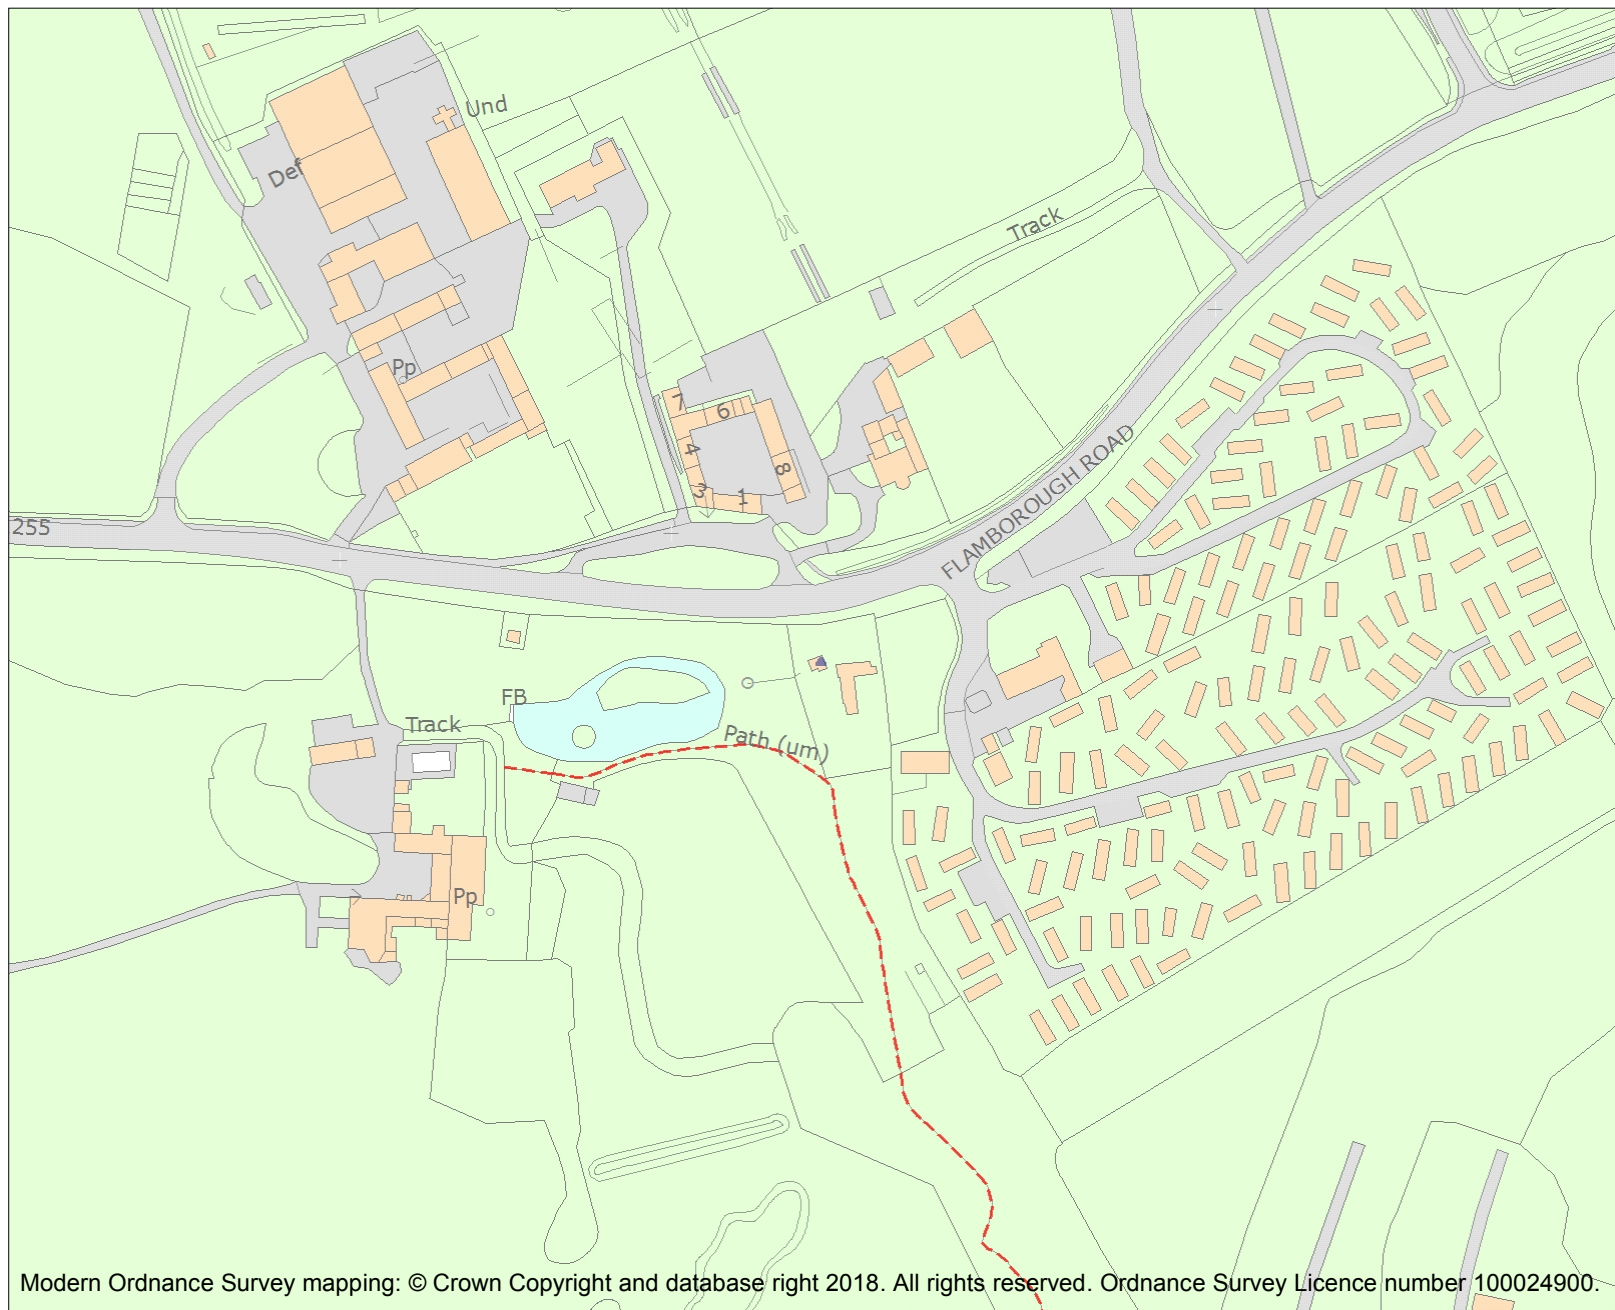 Und
Def
Track
Pp
7
6
4
8
3
1
FLAMBOROUGH ROAD
255
FB
Track
Path (um)
Pp
Modern Ordnance Survey mapping: © Crown Copyright and database right 2018. All rights reserved. Ordnance Survey Licence number 100024900.